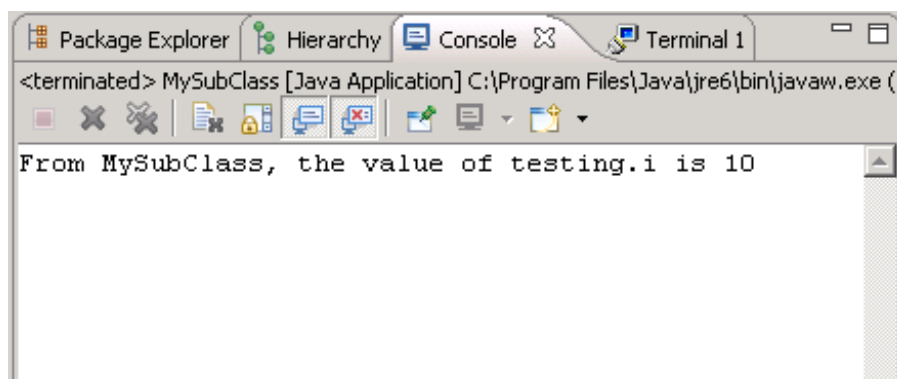 Package Explorer Hierarchy Console Terminal 1
<terminated> MySubClass [Java Application] C:\Program Files\Java\jre6\bin\javaw.exe (
From MySubClass, the value of testing.i is 10